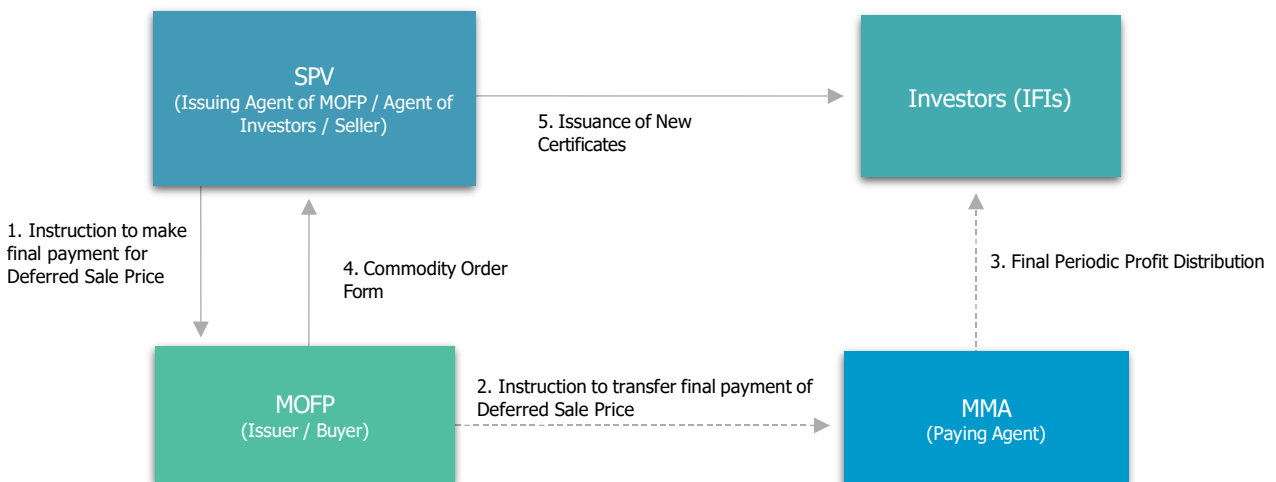 SPV
(Issuing Agent of MOFP / Agent of
Investors / Seller)
Investors (IFIs)
5. Issuance of New
Certificates
1. Instruction to make
final payment for
Deferred Sale Price
4. Commodity Order
Form
3. Final Periodic Profit Distribution
MOFP
(Issuer / Buyer)
2. Instruction to transfer final payment of
Deferred Sale Price
MMA
(Paying Agent)